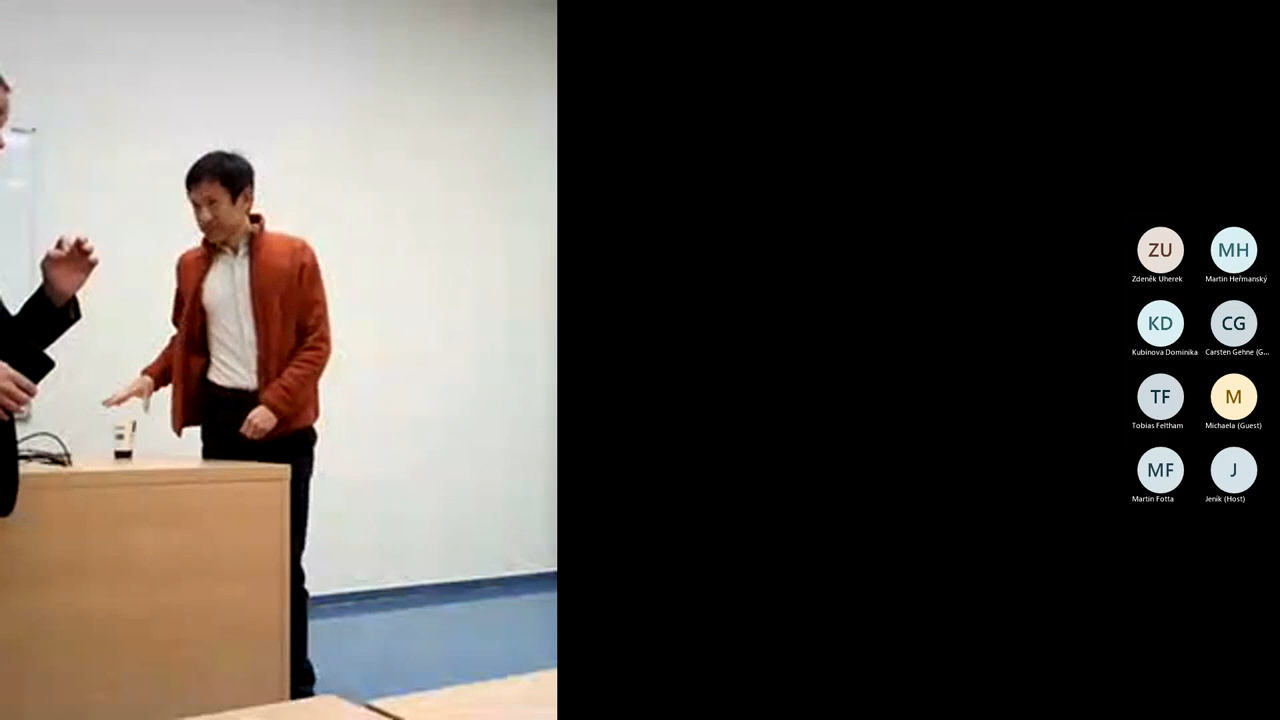 ZU MH
Zdeněk Uherek Martin Heřmanský
KD CG
Kubinova Dominika Carsten Gehne (G...
TF M
Tobias Feltham Michaela (Guest)
MF J
Martin Fotta Jeník (Host)